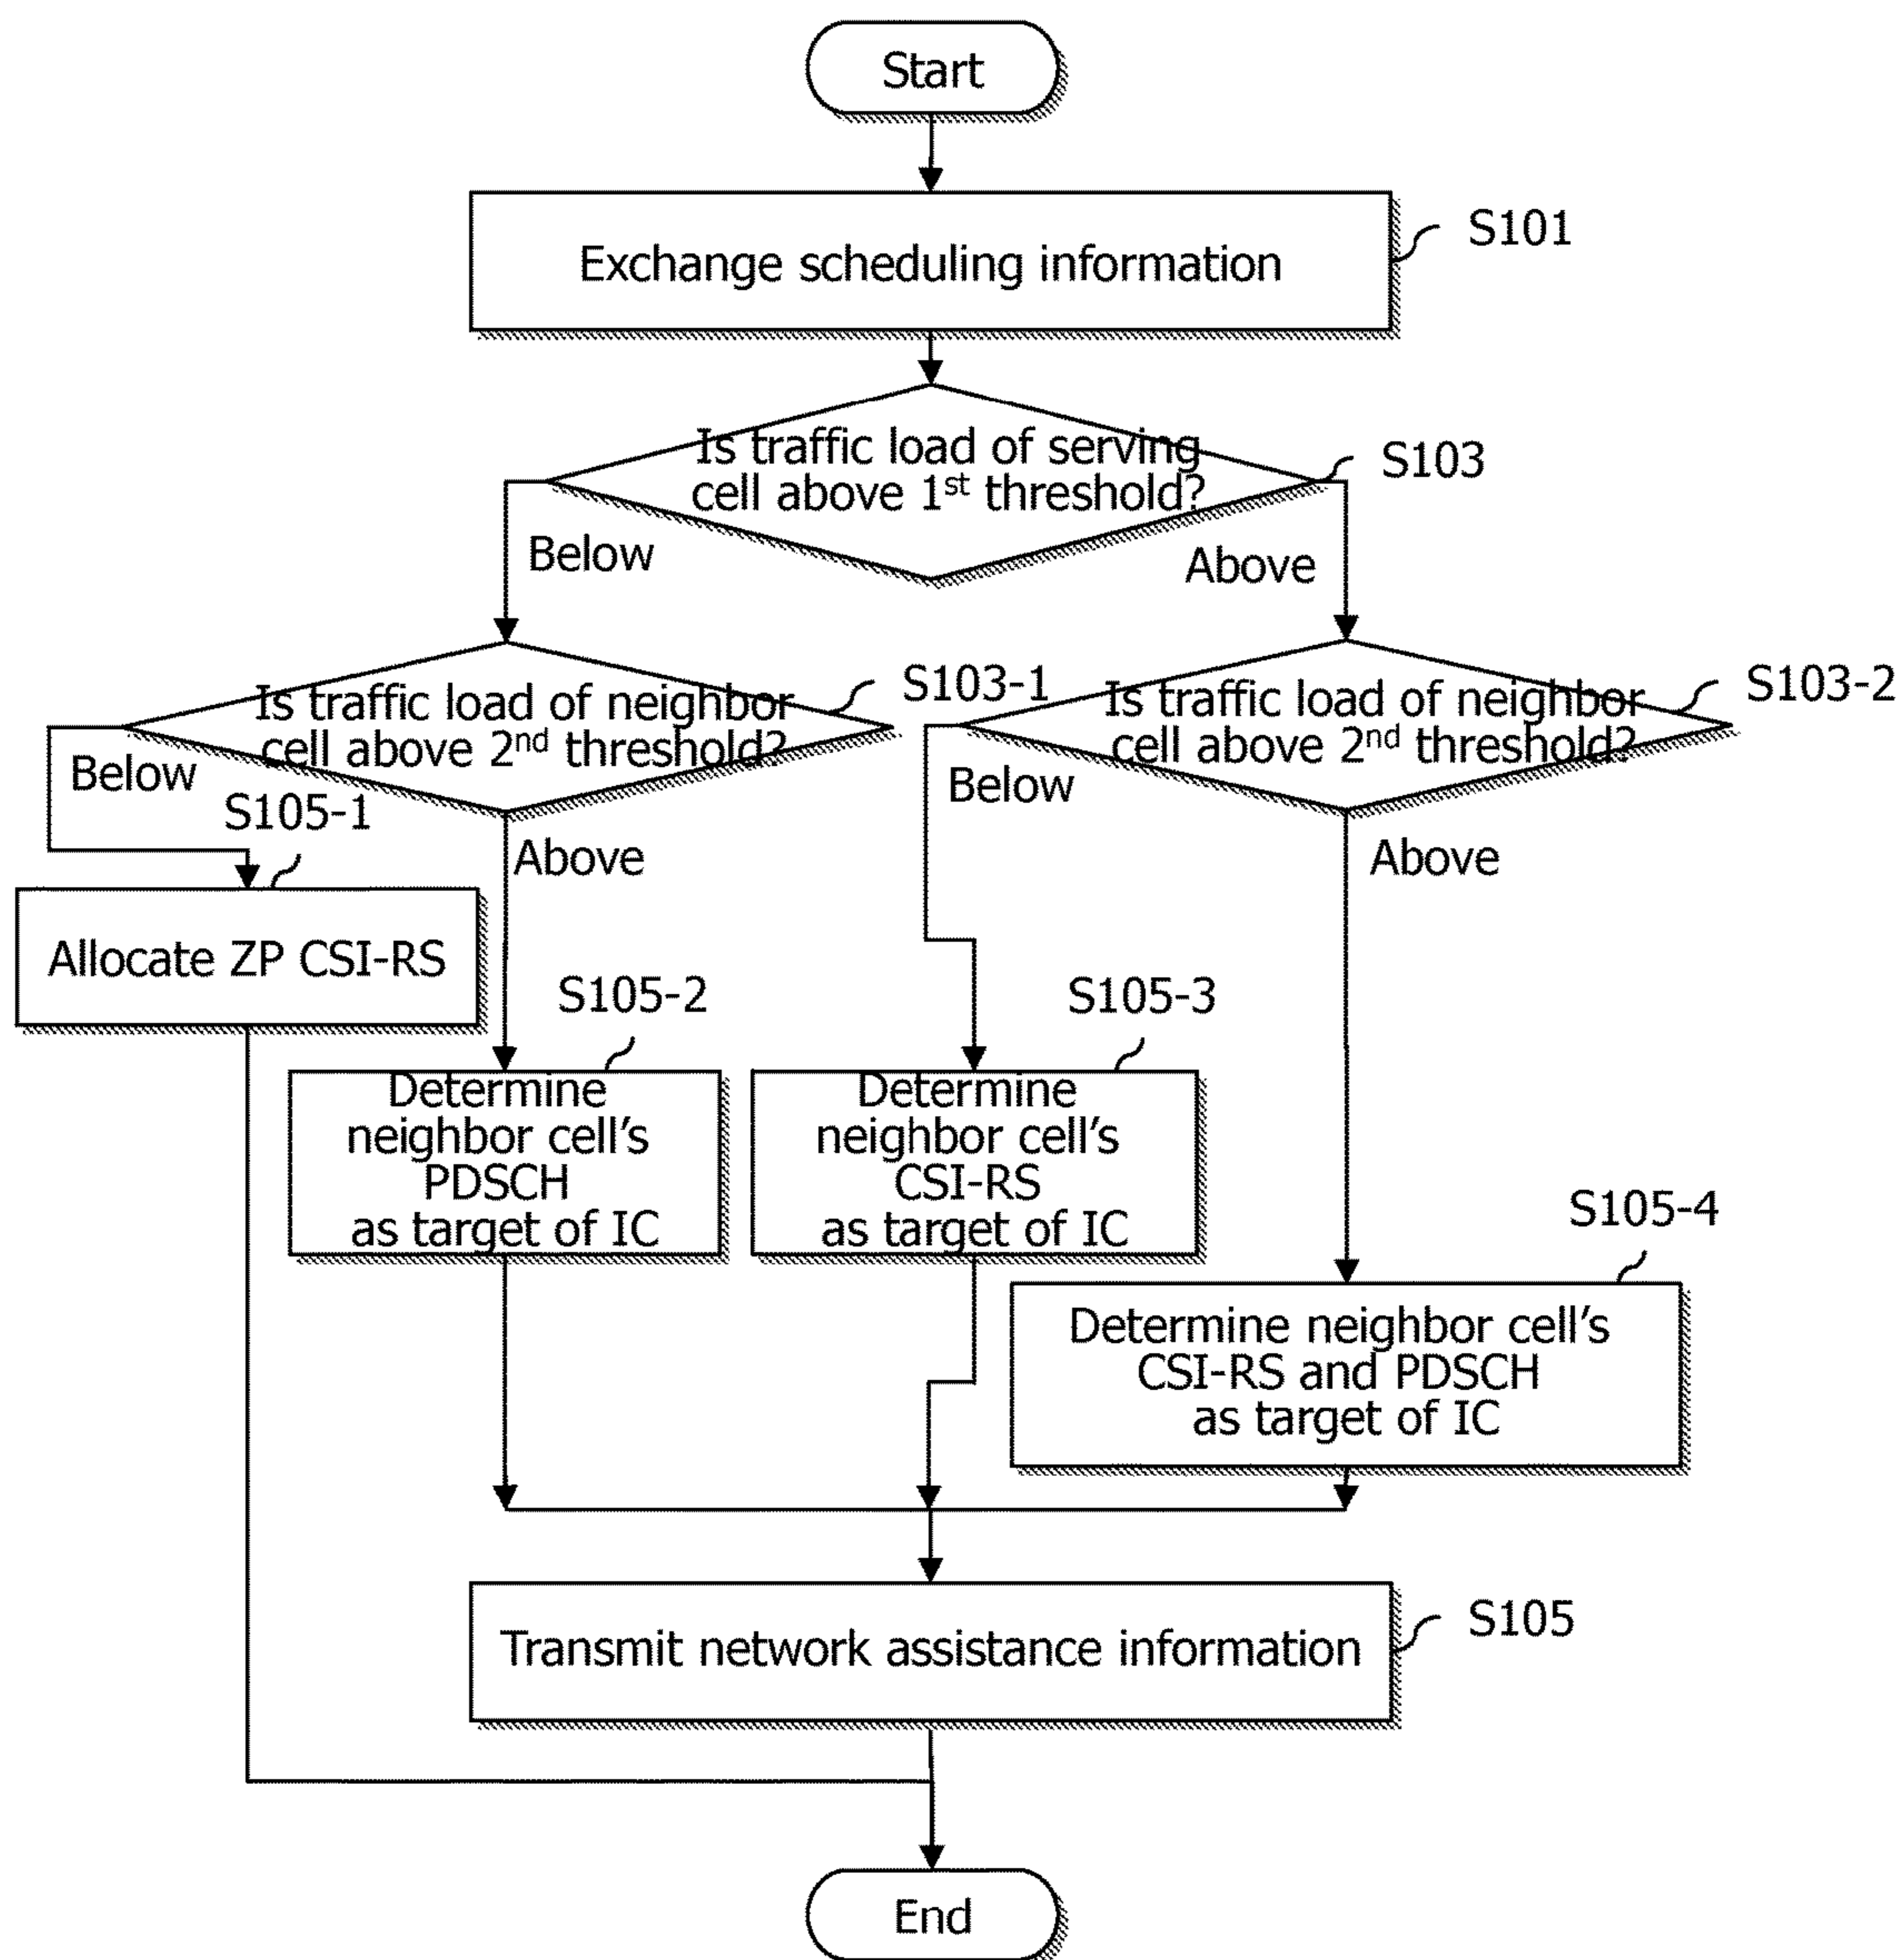 Start
Exchange scheduling information
S101
Is traffic load of serving
cell above 1st threshold?
S103
Below
Above
Is traffic load of neighbor
cell above 2nd threshold?
S103-1
Is traffic load of neighbor
cell above 2nd threshold?
S103-2
Below
Above
Below
Above
S105-1
Allocate ZP CSI-RS
S105-2
Determine
neighbor cell’s
PDSCH
as target of IC
S105-3
Determine
neighbor cell’s
CSI-RS
as target of IC
S105-4
Determine neighbor cell’s
CSI-RS and PDSCH
as target of IC
Transmit network assistance information
S105
End